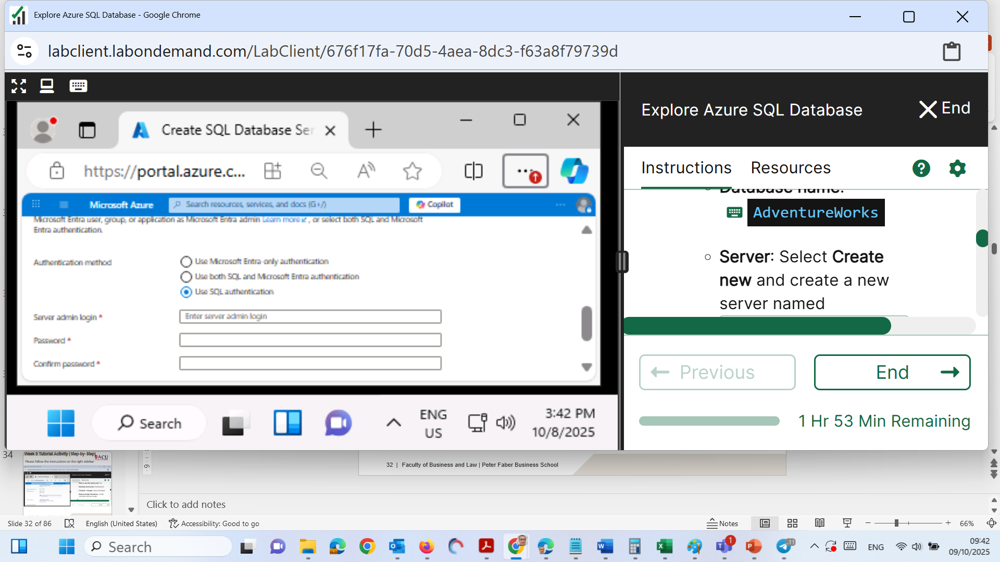 Explore Azure SQL Database - Google Chrome
labclient.labondemand.com/LabClient/676f17fa-70d5-4aea-8dc3-f63a8f79739d
Create SQL Database Ser
https://portal.azure.c...
Microsoft Azure
Search resources, services, and docs (G+/)
Copilot
Microsoft Entra user, group, or application as Microsoft Entra admin Learn more , or select both SQL and Microsoft
Entra authentication.
Authentication method
Use Microsoft Entra-only authentication
Use both SQL and Microsoft Entra authentication
Use SQL authentication
Server admin login *
Enter server admin login
Password *
Confirm password *
Search
ENG
US
3:42 PM
10/8/2025
Explore Azure SQL Database
End
Instructions
Resources
Database name:
AdventureWorks
Server: Select Create
new and create a new
server named
Previous
End
1 Hr 53 Min Remaining
34
Week 9 Tutorial Activity (Step-by-Step)
ACU
Please follow the instructions on the right sidebar
32 | Faculty of Business and Law | Peter Faber Business School
Click to add notes
Slide 32 of 86
English (United States)
Accessibility: Good to go
Notes
66%
Search
1
11
ENG
09:42
09/10/2025